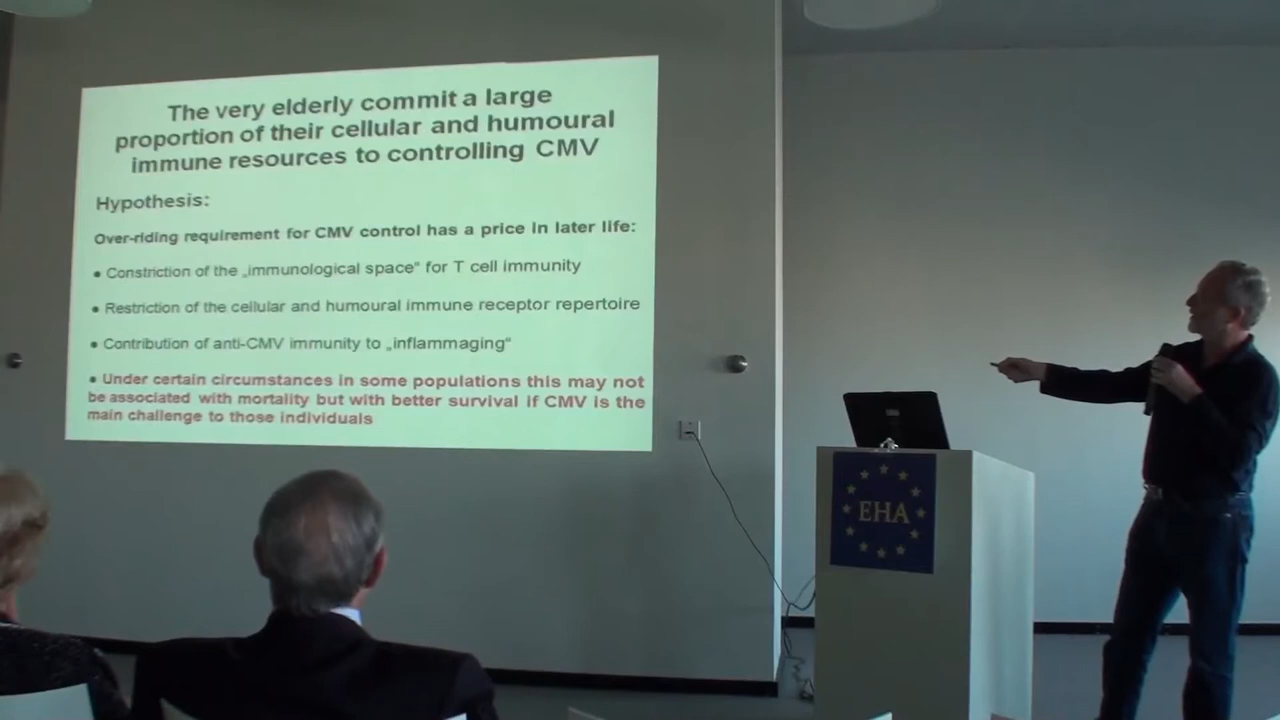 The very elderly commit a large
proportion of their cellular and humoural
immune resources to controlling CMV
Hypothesis:
Over-riding requirement for CMV control has a price in later life:
• Constriction of the „immunological space“ for T cell immunity
• Restriction of the cellular and humoural immune receptor repertoire
• Contribution of anti-CMV immunity to „inflammaging“
• Under certain circumstances in some populations this may not
be associated with mortality but with better survival if CMV is the
main challenge to those individuals
EHA